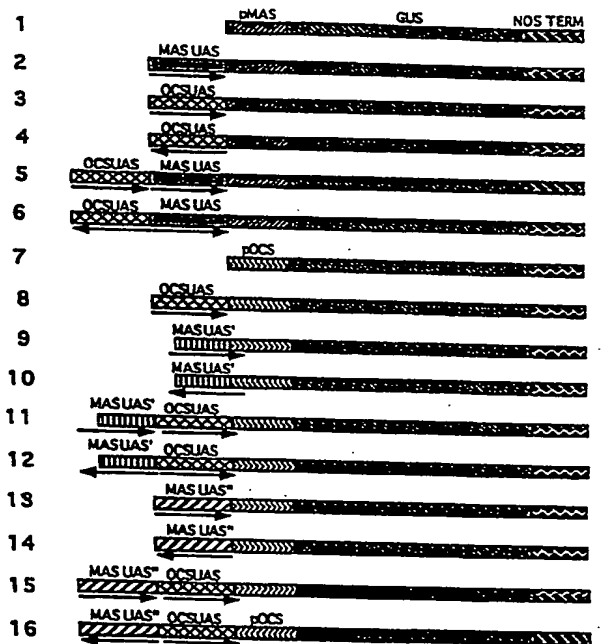 1 pMAS GUS NOS TERM
2 MAS UAS
3 OCSUAS
4 OCSUAS
5 OCSUAS MAS UAS
6 OCSUAS MAS UAS
7 pOCS
8 OCSUAS
9 MAS UAS'
10 MAS UAS'
11 MAS UAS' OCSUAS
12 MAS UAS' OCSUAS
13 MAS UAS"
14 MAS UAS"
15 MAS UAS" OCSUAS
16 MAS UAS" OCSUAS pOCS